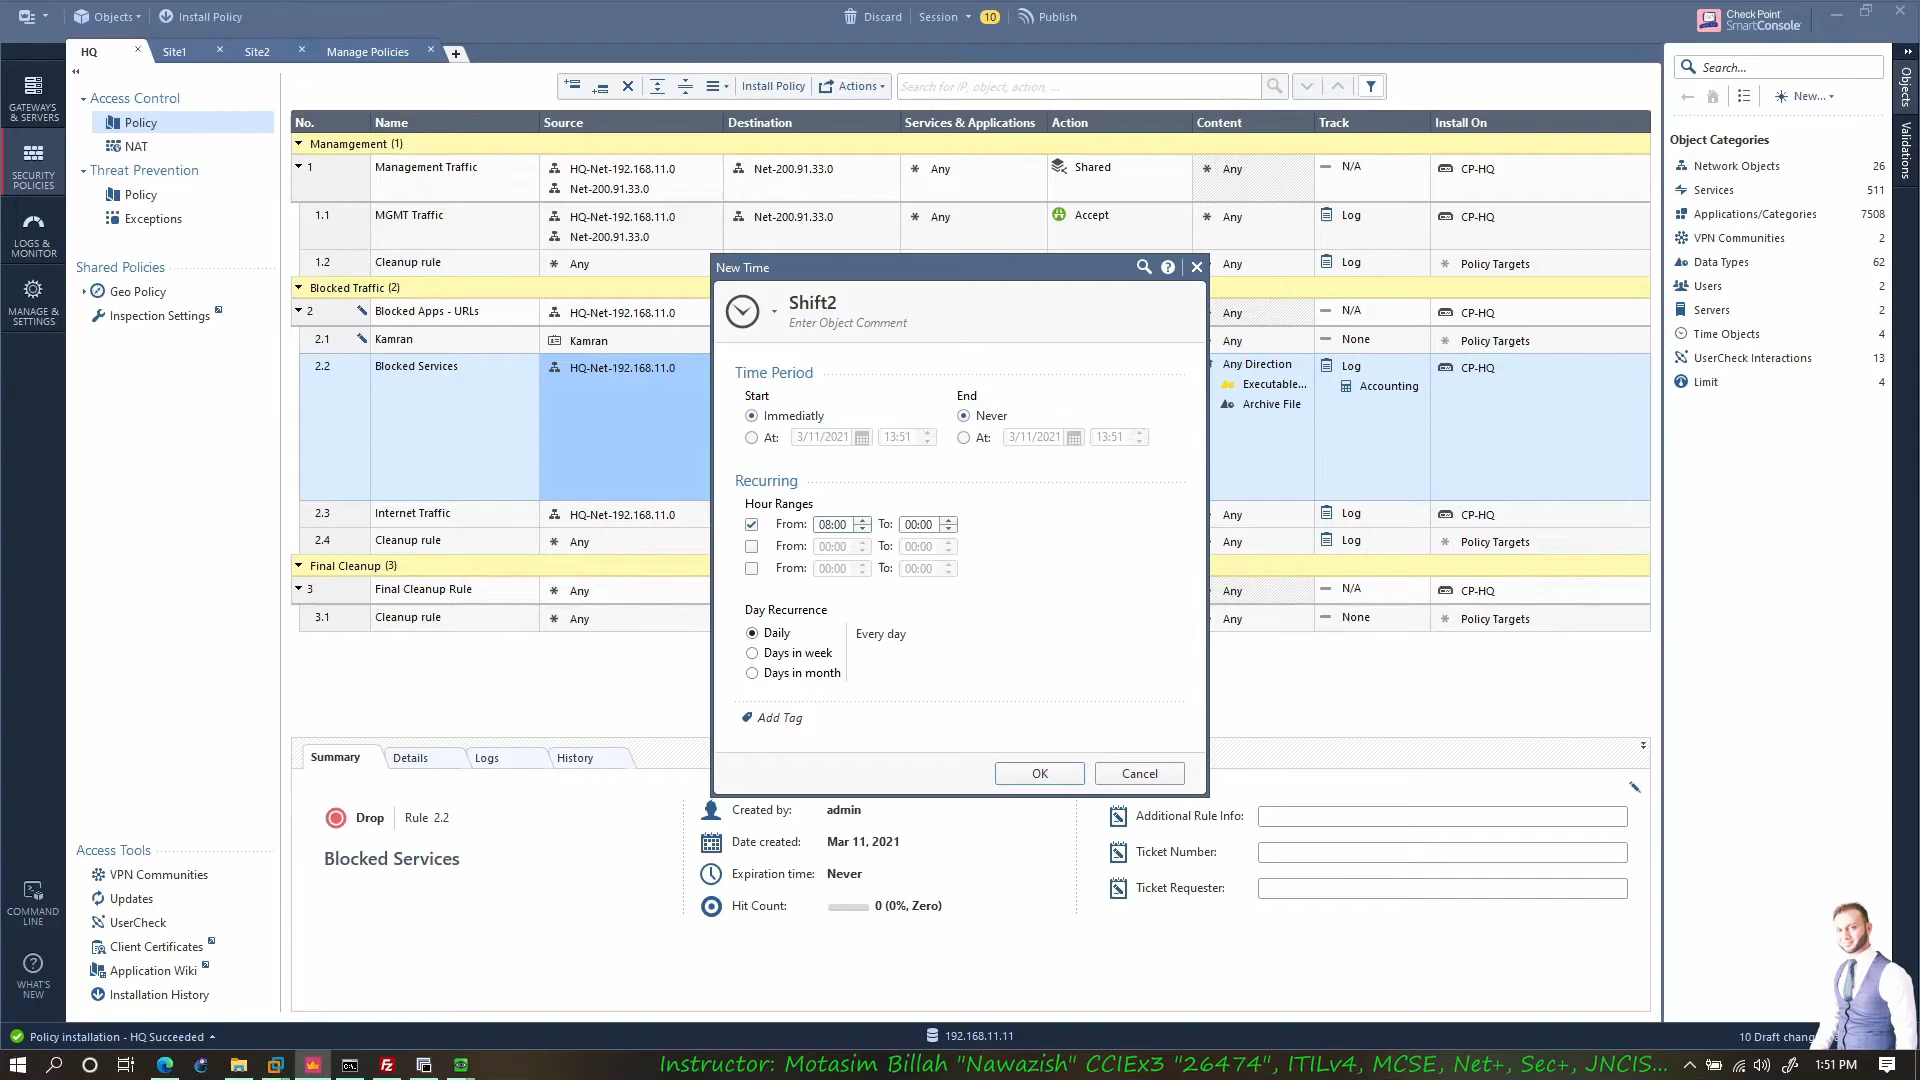 Objects
Install Policy
Discard
Session
10
Publish
Check Point
SmartConsole
HQ
Site1
Site2
Manage Policies
GATEWAYS & SERVERS
SECURITY POLICIES
LOGS & MONITOR
MANAGE & SETTINGS
COMMAND LINE
WHAT'S NEW
Access Control
Policy
NAT
Threat Prevention
Policy
Exceptions
Shared Policies
Geo Policy
Inspection Settings
Access Tools
VPN Communities
Updates
UserCheck
Client Certificates
Application Wiki
Installation History
Install Policy
Actions
Search for IP, object, action, ...
No. Name Source Destination Services & Applications Action Content Track Install On
Manamgement (1)
1 Management Traffic HQ-Net-192.168.11.0 Net-200.91.33.0 * Any Shared * Any N/A CP-HQ
Net-200.91.33.0
1.1 MGMT Traffic HQ-Net-192.168.11.0 Net-200.91.33.0 * Any Accept * Any Log CP-HQ
Net-200.91.33.0
1.2 Cleanup rule * Any Any Log * Policy Targets
Blocked Traffic (2)
2 Blocked Apps - URLs HQ-Net-192.168.11.0 Any N/A CP-HQ
2.1 Kamran Kamran Any None * Policy Targets
2.2 Blocked Services HQ-Net-192.168.11.0 Any Direction Log CP-HQ
Executable... Accounting
Archive File
2.3 Internet Traffic HQ-Net-192.168.11.0 Any Log CP-HQ
2.4 Cleanup rule * Any Any Log * Policy Targets
Final Cleanup (3)
3 Final Cleanup Rule * Any Any N/A CP-HQ
3.1 Cleanup rule * Any Any None * Policy Targets
New Time
Shift2
Enter Object Comment
Time Period
Start End
Immediatly Never
At: 3/11/2021 13:51 At: 3/11/2021 13:51
Recurring
Hour Ranges
From: 08:00 To: 00:00
From: 00:00 To: 00:00
From: 00:00 To: 00:00
Day Recurrence
Daily Every day
Days in week
Days in month
Add Tag
OK Cancel
Summary Details Logs History
Drop Rule 2.2
Blocked Services
Created by: admin
Date created: Mar 11, 2021
Expiration time: Never
Hit Count: 0 (0%, Zero)
Additional Rule Info:
Ticket Number:
Ticket Requester:
Search...
New...
Object Categories
Network Objects 26
Services 511
Applications/Categories 7508
VPN Communities 2
Data Types 62
Users 2
Servers 2
Time Objects 4
UserCheck Interactions 13
Limit 4
Objects
Validations
Policy installation - HQ Succeeded
192.168.11.11
10 Draft chang
Instructor: Motasim Billah "Nawazish" CCIEx3 "26474", ITILv4, MCSE, Net+, Sec+, JNCIS...
1:51 PM